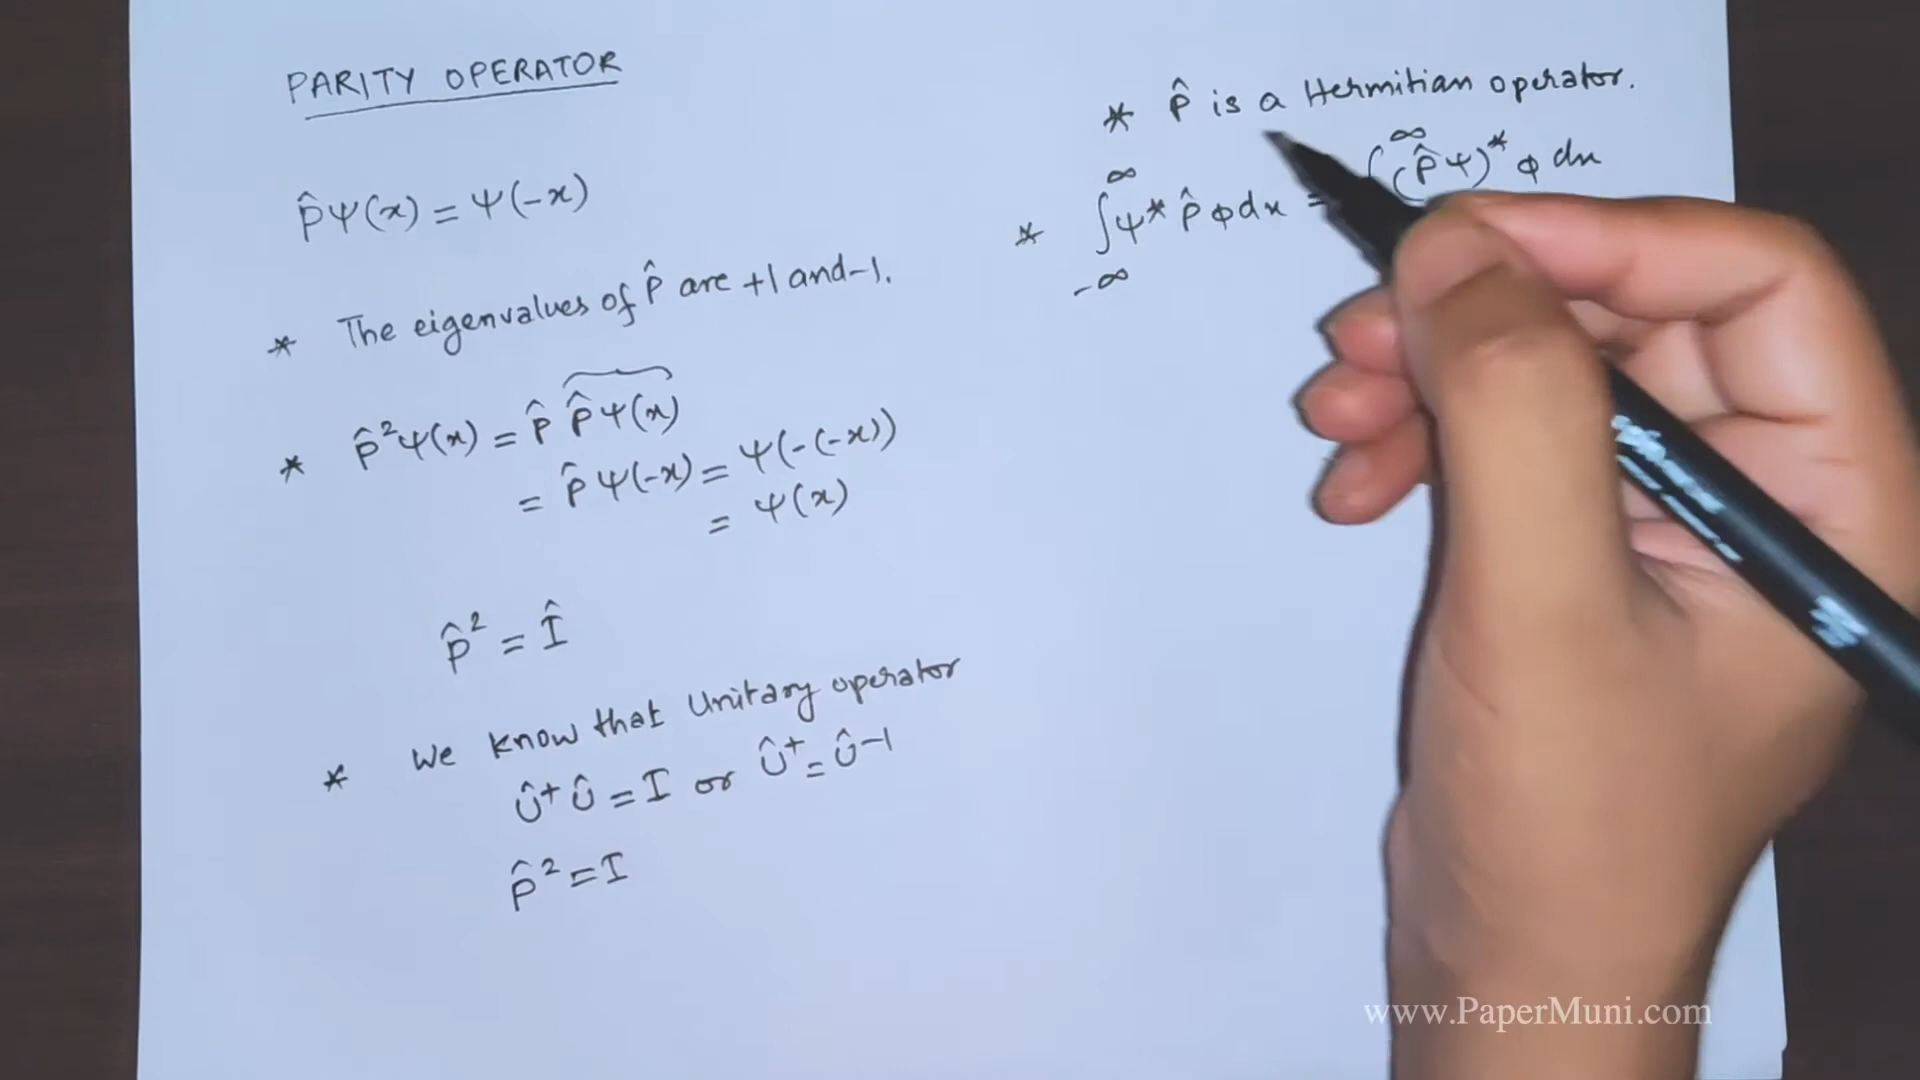 PARITY OPERATOR
P̂Ψ(x) = Ψ(-x)
* The eigenvalues of P̂ are +1 and -1.
* P̂²Ψ(x) = P̂ P̂Ψ(x)
= P̂Ψ(-x) = Ψ(-(-x))
= Ψ(x)
P̂² = Î
* We know that Unitary operator
Û⁺Û = I or Û⁺ = Û⁻¹
P̂² = I
* P̂ is a Hermitian operator.
* ∫_{-∞}^{∞} Ψ* P̂ φ dx = ∫^{∞} (P̂Ψ)* φ dx
www.PaperMuni.com